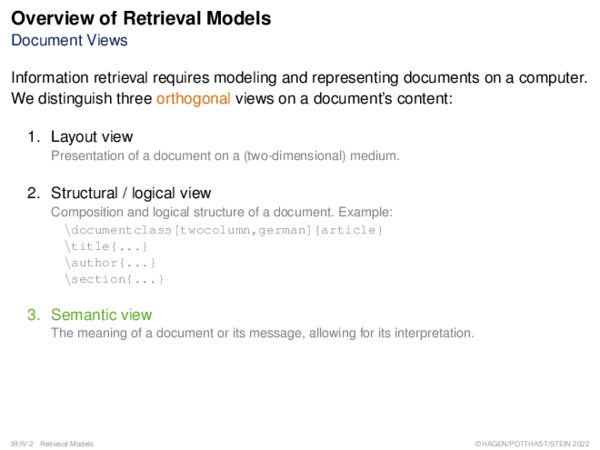 Overview of Retrieval Models
Document Views
Information retrieval requires modeling and representing documents on a computer.
We distinguish three orthogonal views on a document's content:
1. Layout view
Presentation of a document on a (two-dimensional) medium.
2. Structural / logical view
Composition and logical structure of a document. Example:
\documentclass[twocolumn,german]{article}
\title{...}
\author{...}
\section{...}
3. Semantic view
The meaning of a document or its message, allowing for its interpretation.
IR:IV-2 Retrieval Models ©HAGEN/POTTHAST/STEIN 2022